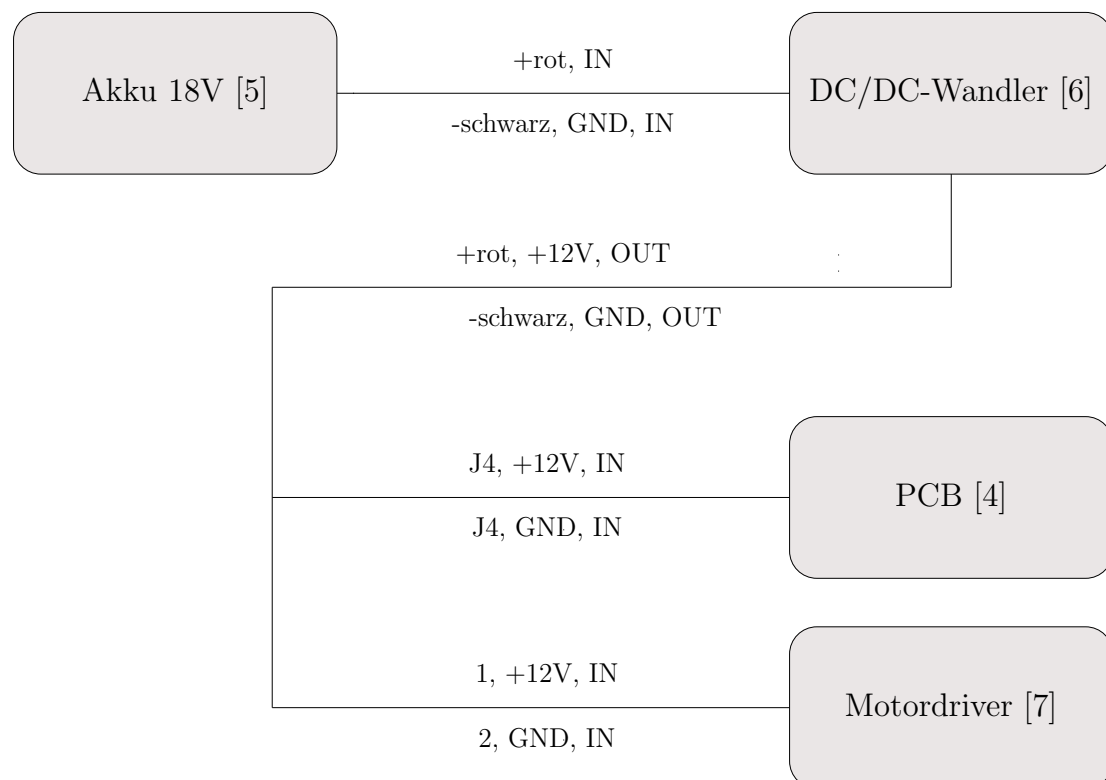 Akku 18V [5]
+rot, IN
-schwarz, GND, IN
DC/DC-Wandler [6]
+rot, +12V, OUT
-schwarz, GND, OUT
J4, +12V, IN
J4, GND, IN
PCB [4]
1, +12V, IN
2, GND, IN
Motordriver [7]